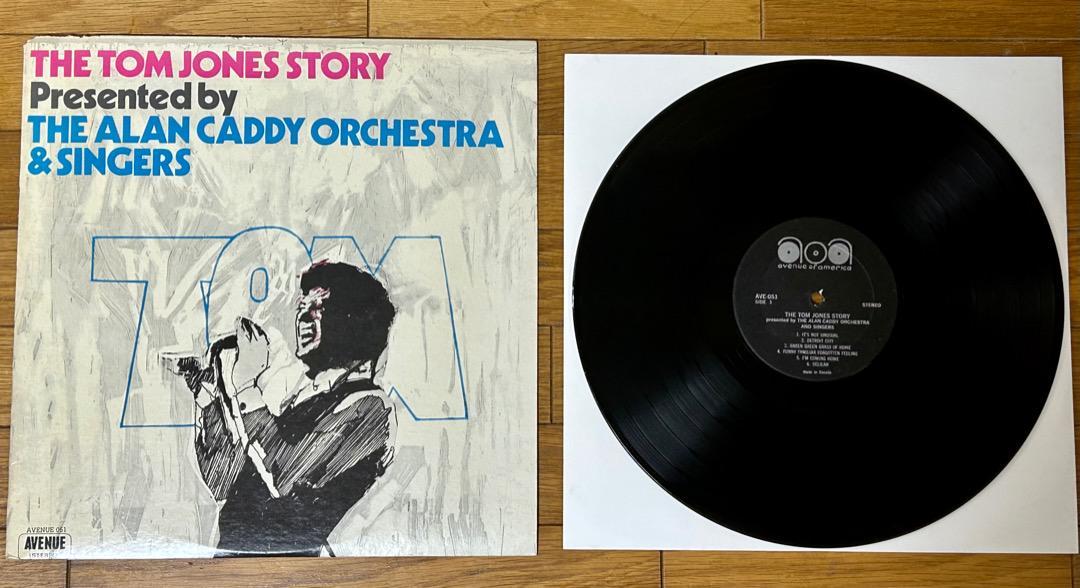 THE TOM JONES STORY
Presented by
THE ALAN CADDY ORCHESTRA
& SINGERS
TOM
AVENUE 051
AVENUE
STEREO
aoa
avenue of america
AVE-051
SIDE 1
STEREO
THE TOM JONES STORY
presented by THE ALAN CADDY ORCHESTRA
AND SINGERS
1. IT'S NOT UNUSUAL
2. DETROIT CITY
3. GREEN GREEN GRASS OF HOME
4. FUNNY FAMILIAR FORGOTTEN FEELING
5. I'M COMING HOME
6. DELILAH
Made in Canada